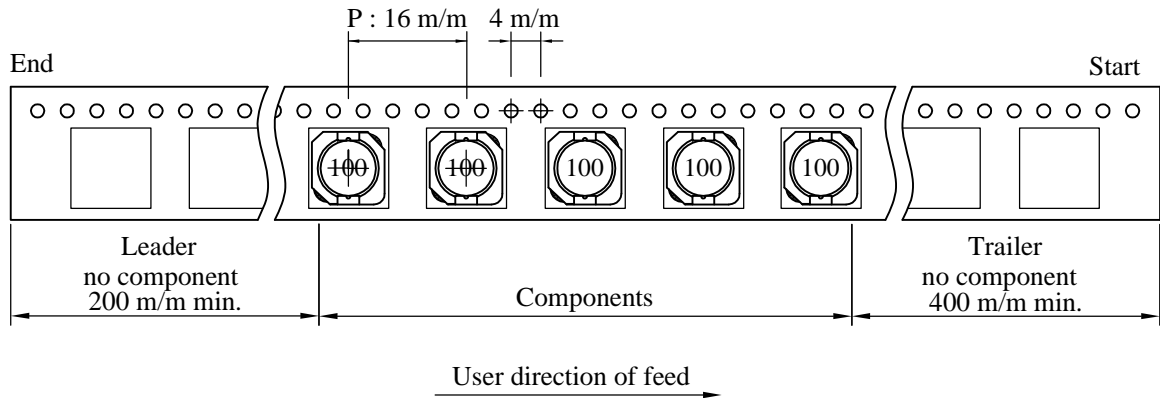 P : 16 m/m 4 m/m
End
Start
100 100 100 100 100
Leader
no component
200 m/m min.
Components
Trailer
no component
400 m/m min.
User direction of feed